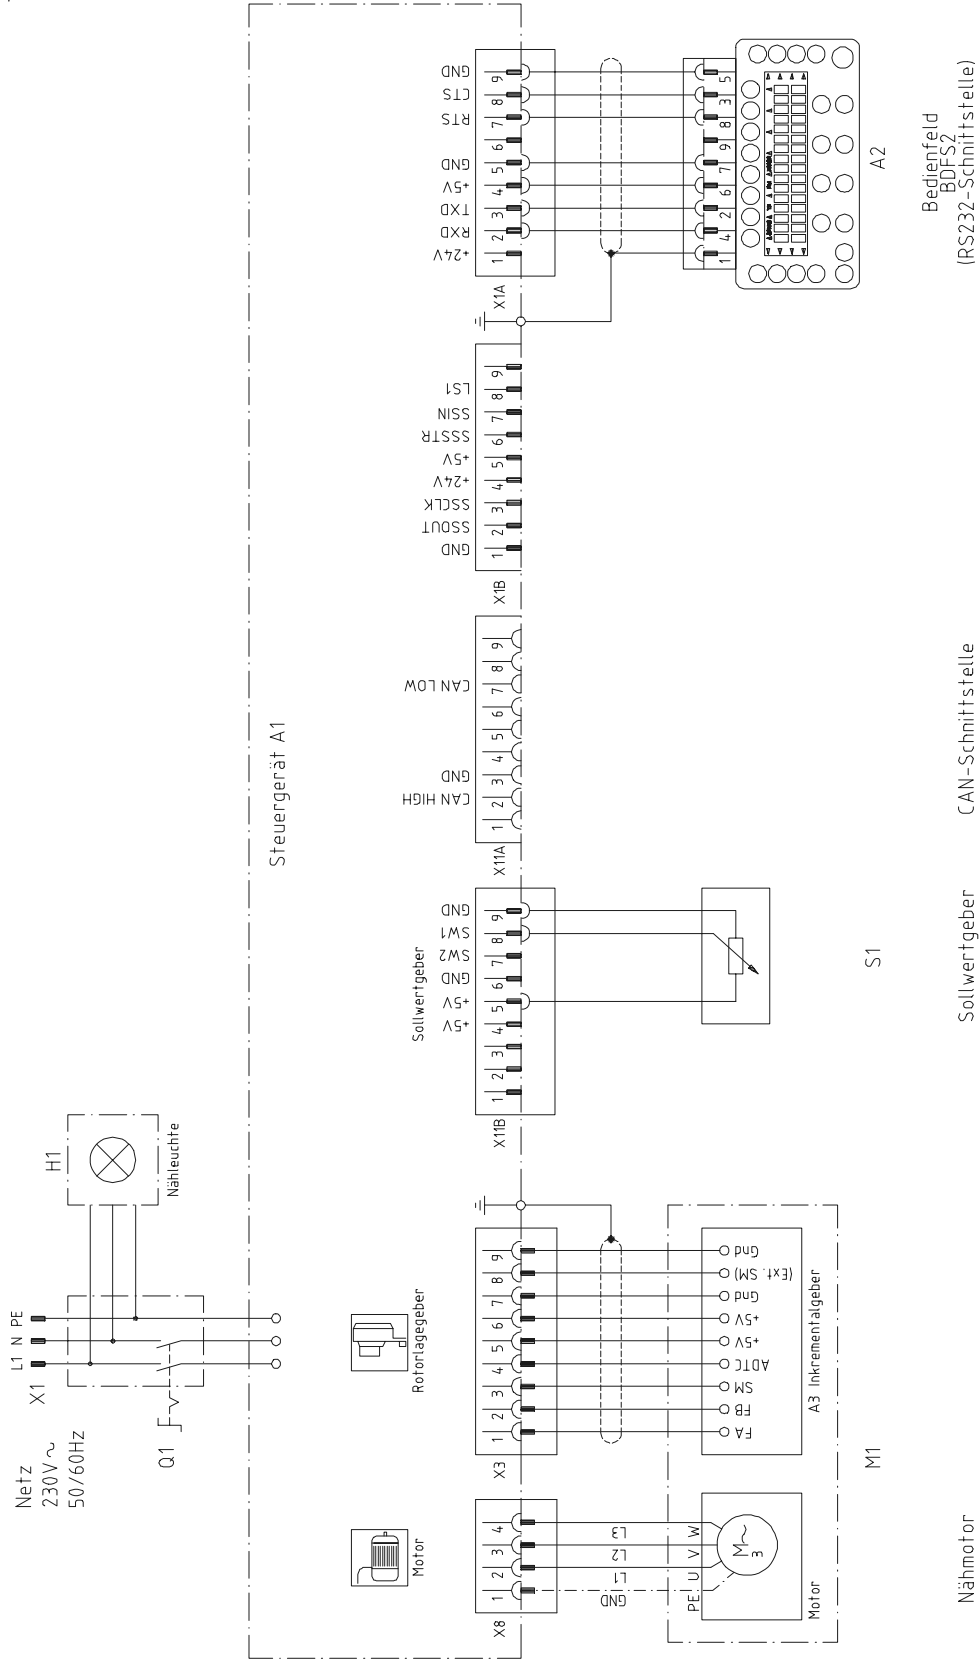 Netz
230V~
50/60Hz
X1
L1 N PE
Q1
H1
Nähleuchte
Steuergerät A1
Motor
X8
1 2 3 4
GND L1 L2 L3
PE U V W
M~
3
Motor
M1
Nähmotor
Rotorlagegeber
X3
1 2 3 4 5 6 7 8 9
FA
FB
SM
ADTC
+5V
+5V
Gnd
(Ext. SM)
Gnd
A3 Inkrementalgeber
Sollwertgeber
X11B
1 2 3 4 5 6 7 8 9
+5V
+5V
GND
SW2
SW1
GND
S1
Sollwertgeber
X11A
1 2 3 4 5 6 7 8 9
CAN HIGH
GND
CAN LOW
CAN-Schnittstelle
X1B
1 2 3 4 5 6 7 8 9
GND
SSOUT
SSCLK
+24V
+5V
SSSTR
SSIN
LS1
X1A
1 2 3 4 5 6 7 8 9
+24V
RXD
TXD
+5V
GND
RTS
CTS
GND
1 4 2 6 7 9 8 3 5
A2
Bedienfeld
BDFS2
(RS232-Schnittstelle)